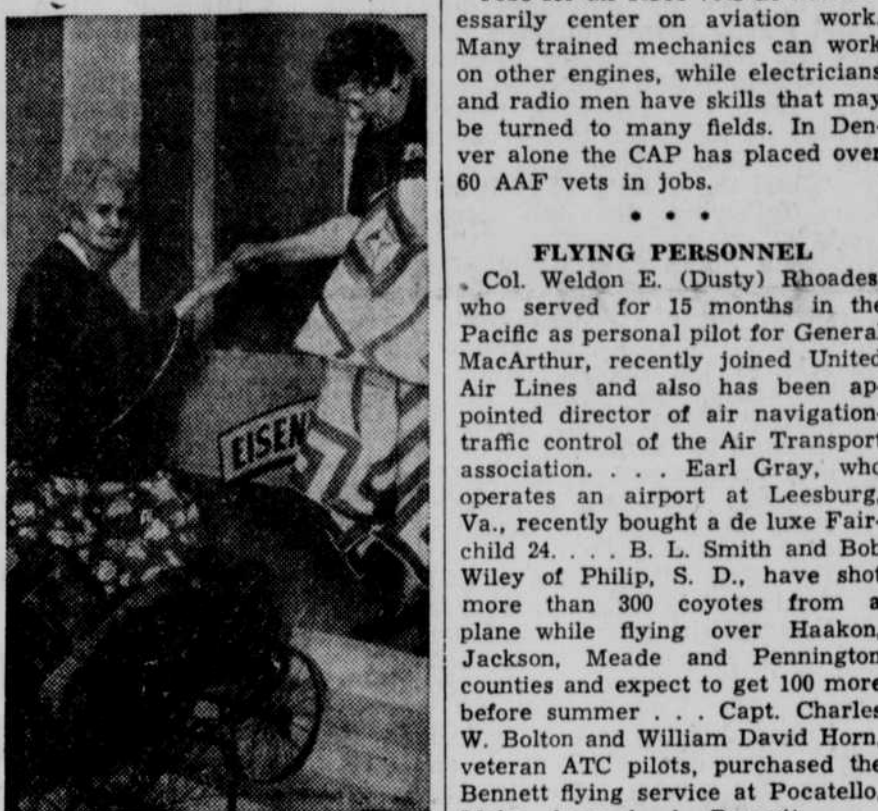 EISEN
essarily center on aviation work.
Many trained mechanics can work
on other engines, while electricians
and radio men have skills that may
be turned to many fields. In Den-
ver alone the CAP has placed over
60 AAF vets in jobs.
• • •
FLYING PERSONNEL
Col. Weldon E. (Dusty) Rhoades,
who served for 15 months in the
Pacific as personal pilot for General
MacArthur, recently joined United
Air Lines and also has been ap-
pointed director of air navigation-
traffic control of the Air Transport
association. . . . Earl Gray, who
operates an airport at Leesburg,
Va., recently bought a de luxe Fair-
child 24. . . . B. L. Smith and Bob
Wiley of Philip, S. D., have shot
more than 300 coyotes from a
plane while flying over Haakon,
Jackson, Meade and Pennington
counties and expect to get 100 more
before summer . . . Capt. Charles
W. Bolton and William David Horn,
veteran ATC pilots, purchased the
Bennett flying service at Pocatello,